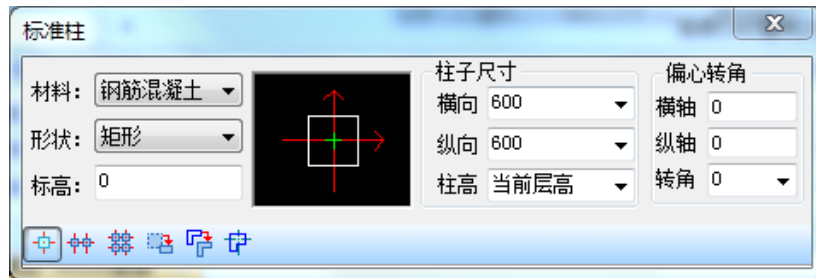 标准柱
材料: 钢筋混凝土
形状: 矩形
标高: 0
柱子尺寸
横向 600
纵向 600
柱高 当前层高
偏心转角
横轴 0
纵轴 0
转角 0